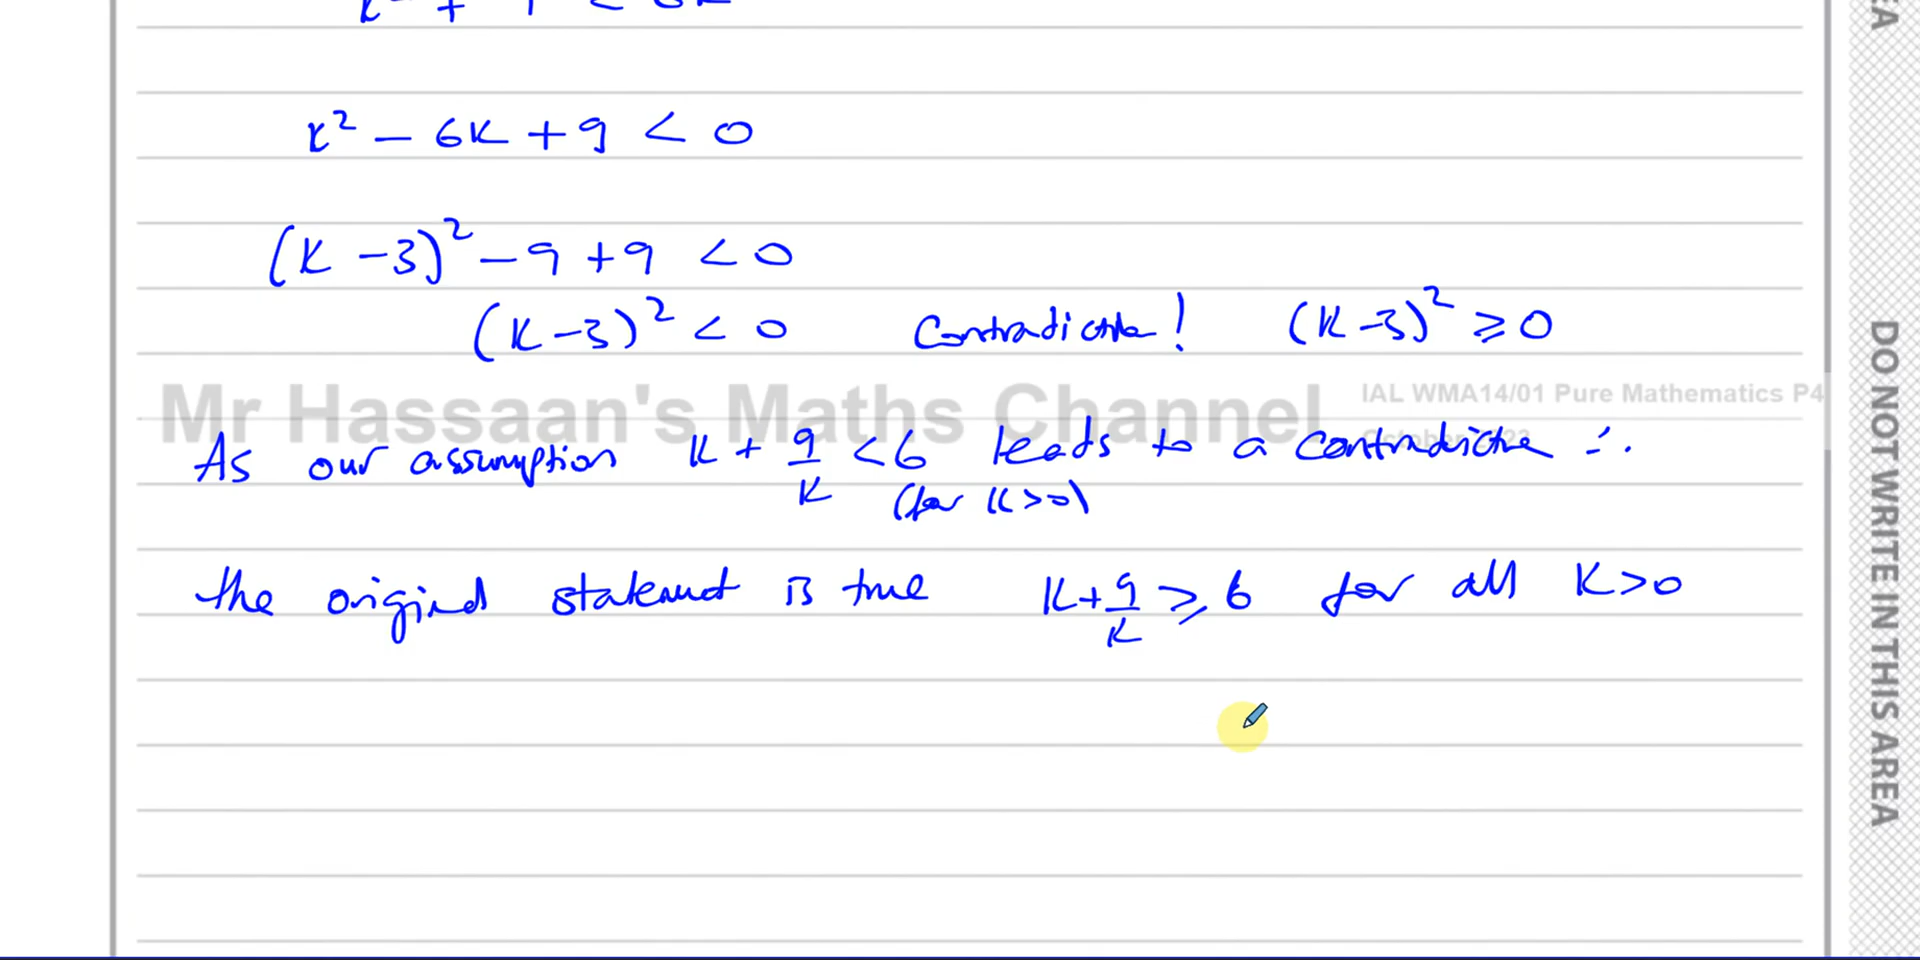 k² - 6k + 9 < 0
(k - 3)² - 9 + 9 < 0
(k - 3)² < 0 Contradiction! (k - 3)² ≥ 0
Mr Hassaan's Maths Channel
IAL WMA14/01 Pure Mathematics P4
As our assumption k + 9/k < 6 leads to a contradiction ∴
(for k > 0)
the original statement is true k + 9/k ≥ 6 for all k > 0
DO NOT WRITE IN THIS AREA
EA